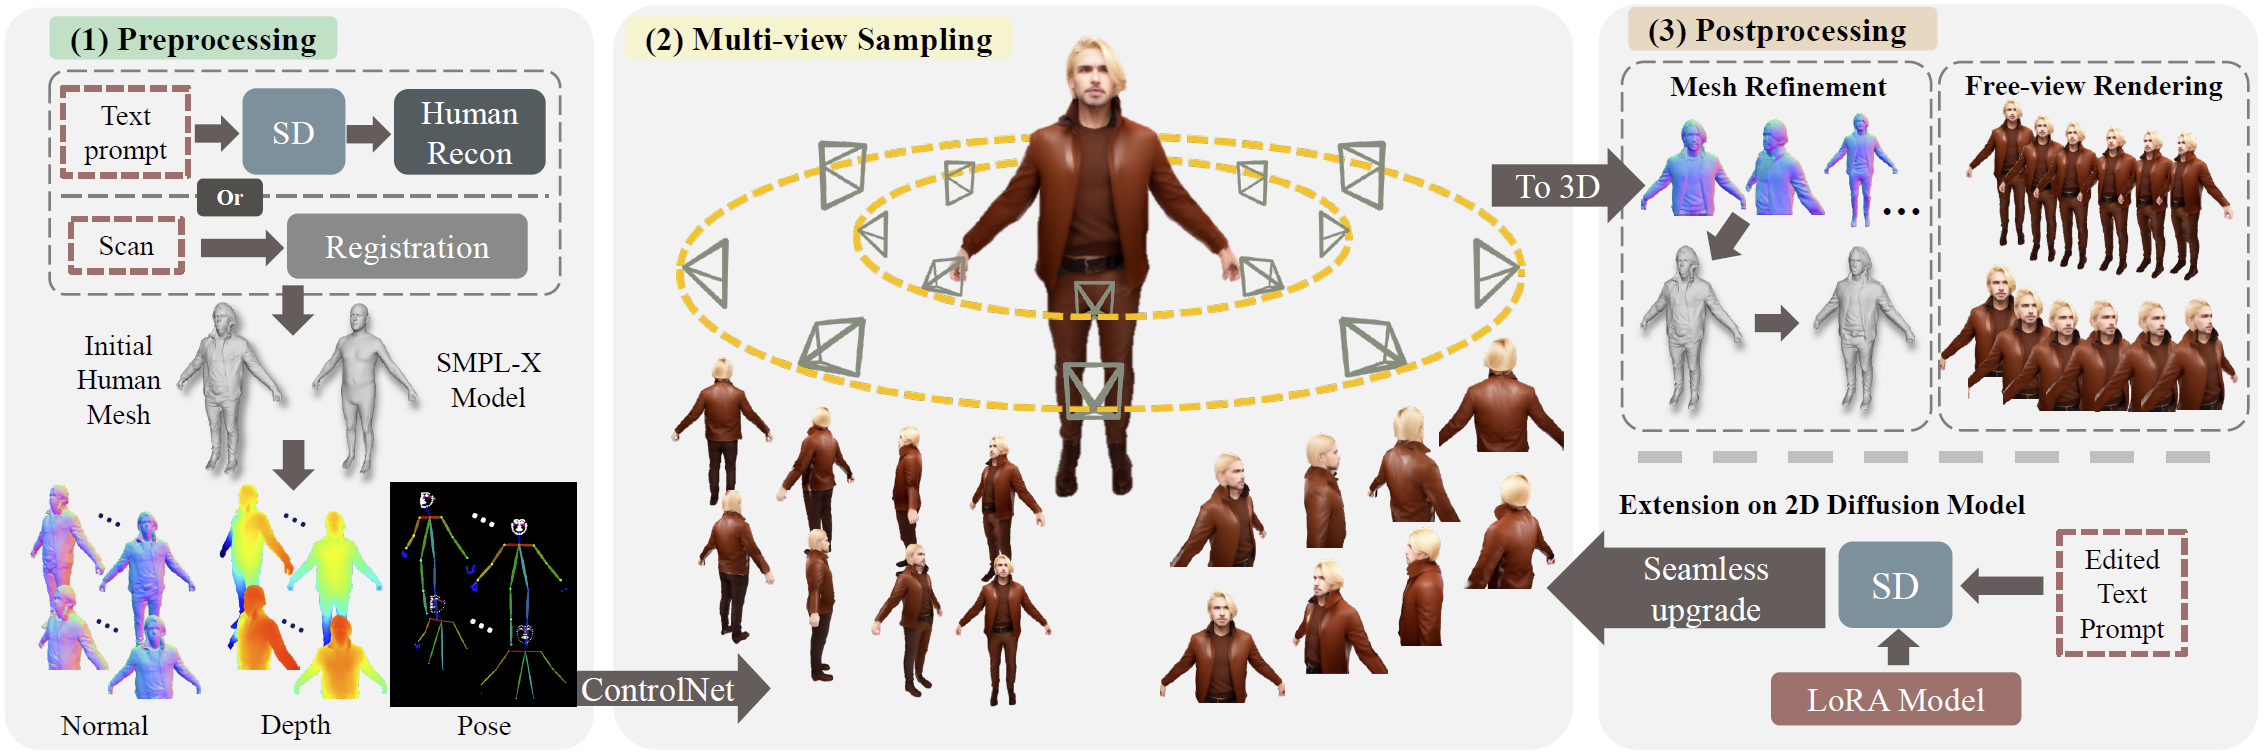 (1) Preprocessing
Text
prompt
SD
Human
Recon
Or
Scan
Registration
Initial
Human
Mesh
SMPL-X
Model
Normal
Depth
Pose
ControlNet
(2) Multi-view Sampling
To 3D
(3) Postprocessing
Mesh Refinement
Free-view Rendering
Extension on 2D Diffusion Model
Seamless
upgrade
SD
Edited
Text
Prompt
LoRA Model